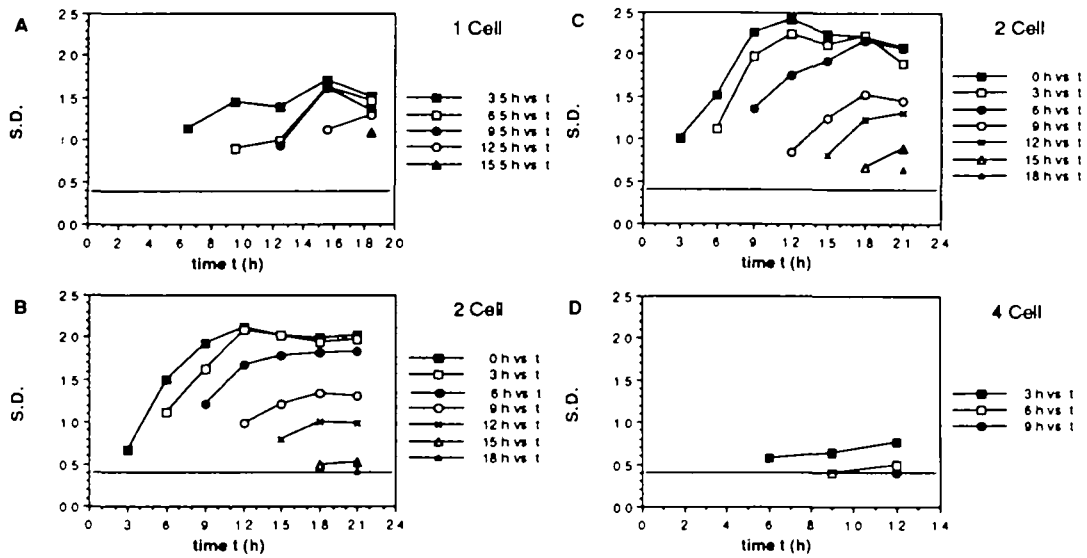 A
1 Cell
S.D.
2 5
2 0
1 5
1 0
0 5
0 0
0 2 4 6 8 10 12 14 16 18 20
time t (h)
3 5 h vs t
6 5 h vs t
9 5 h vs t
12 5 h vs t
15 5 h vs t
B
2 Cell
S.D.
2 5
2 0
1 5
1 0
0 5
0 0
0 3 6 9 12 15 18 21 24
time t (h)
0 h vs t
3 h vs t
6 h vs t
9 h vs t
12 h vs t
15 h vs t
18 h vs t
C
2 Cell
S.D.
2 5
2 0
1 5
1 0
0 5
0 0
0 3 6 9 12 15 18 21 24
time t (h)
0 h vs t
3 h vs t
6 h vs t
9 h vs t
12 h vs t
15 h vs t
18 h vs t
D
4 Cell
S.D.
2 5
2 0
1 5
1 0
0 5
0 0
0 2 4 6 8 10 12 14
time t (h)
3 h vs t
6 h vs t
9 h vs t